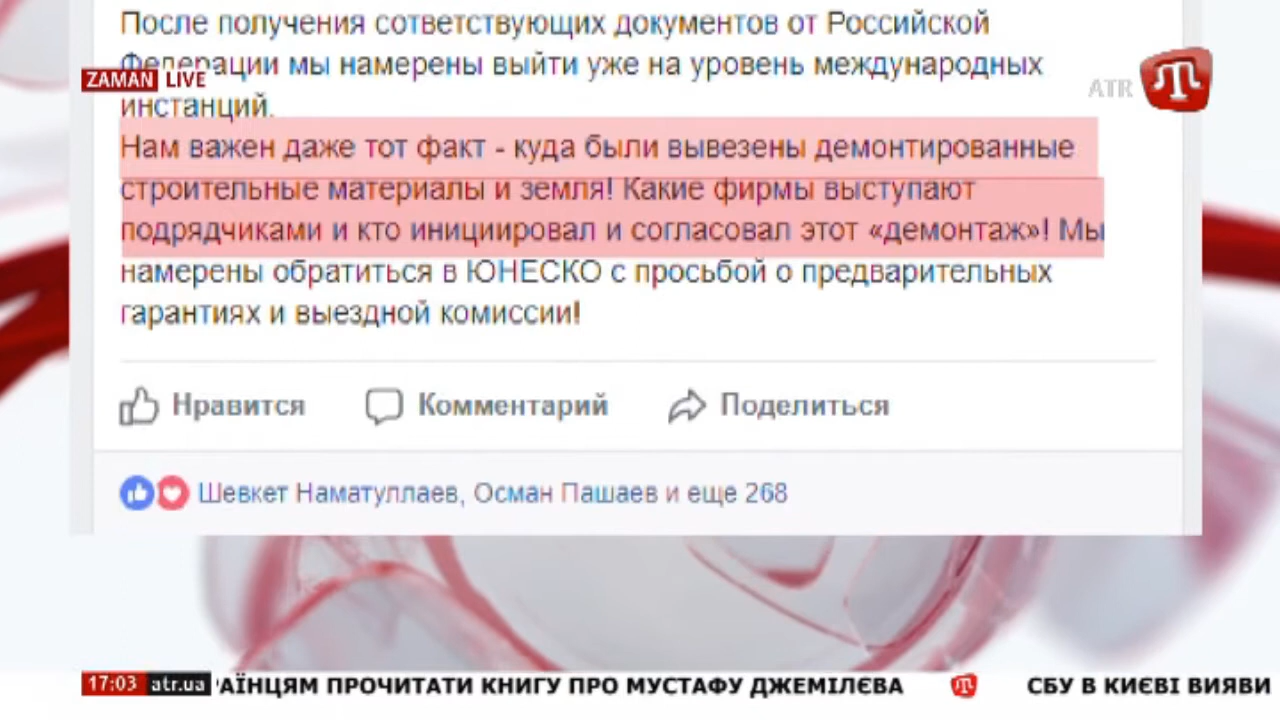 После получения сответствующих документов от Российской
Федерации мы намерены выйти уже на уровень международных
ZAMAN LIVE
ATR
инстанций.
Нам важен даже тот факт - куда были вывезены демонтированные
строительные материалы и земля! Какие фирмы выступают
подрядчиками и кто инициировал и согласовал этот «демонтаж»! Мы
намерены обратиться в ЮНЕСКО с просьбой о предварительных
гарантиях и выездной комиссии!
Нравится Комментарий Поделиться
Шевкет Наматуллаев, Осман Пашаев и еще 268
17:03 atr.ua АЇНЦЯМ ПРОЧИТАТИ КНИГУ ПРО МУСТАФУ ДЖЕМІЛЄВА СБУ В КИЄВІ ВИЯВИ